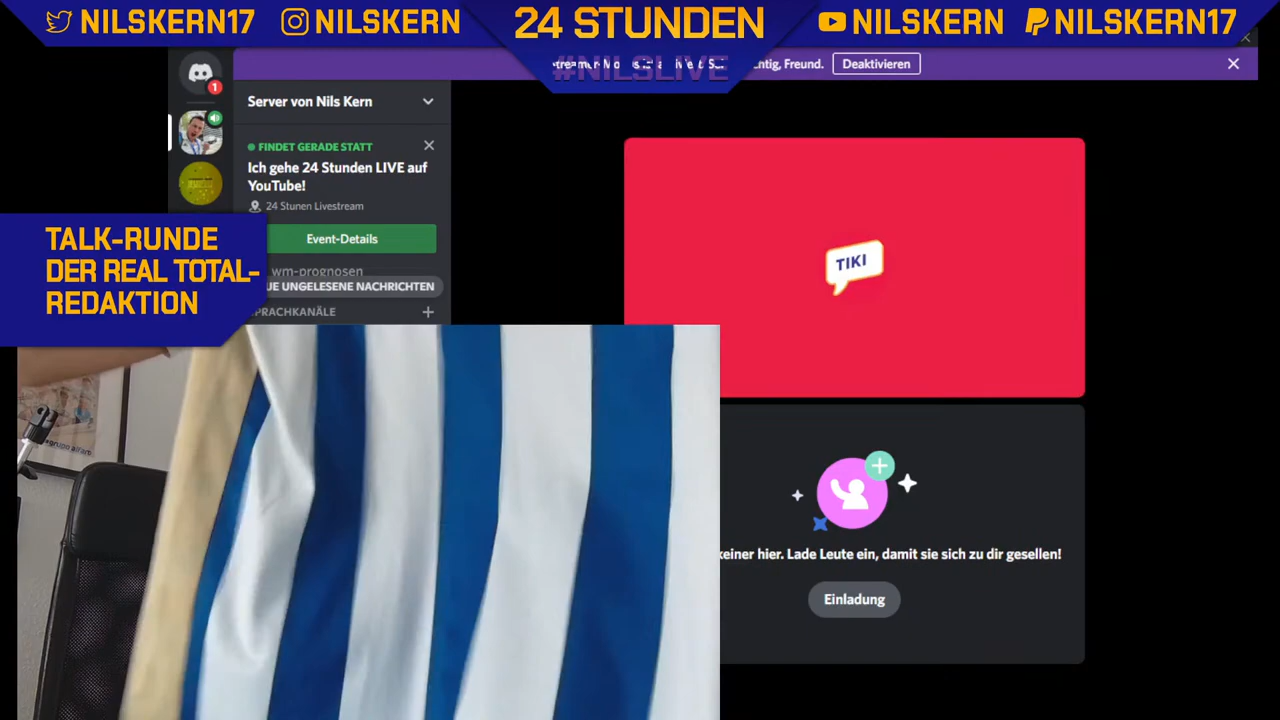 NILSKERN17
NILSKERN
24 STUNDEN
#NILSLIVE
NILSKERN
NILSKERN17
Freund.
Deaktivieren
1
Server von Nils Kern
FINDET GERADE STATT
Ich gehe 24 Stunden LIVE auf
YouTube!
24 Stunen Livestream
Event-Details
wm-prognosen
UNGELESENE NACHRICHTEN
TALK-RUNDE
DER REAL TOTAL-
REDAKTION
TIKI
keiner hier. Lade Leute ein, damit sie sich zu dir gesellen!
Einladung